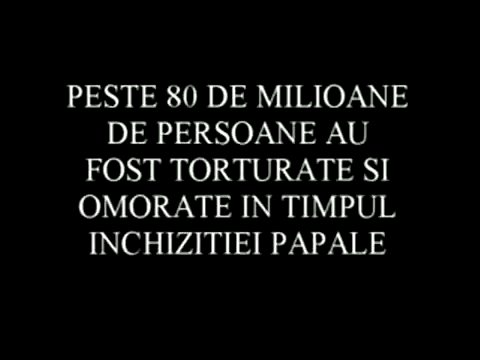 PESTE 80 DE MILIOANE
DE PERSOANE AU
FOST TORTURATE SI
OMORATE IN TIMPUL
INCHIZITIEI PAPALE